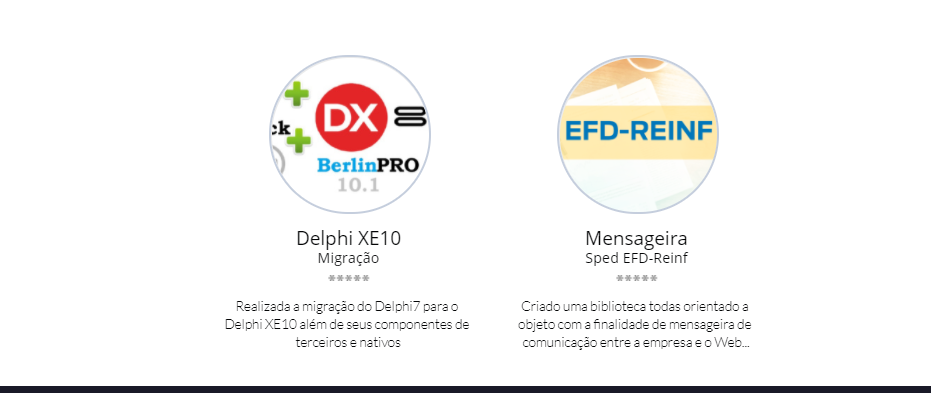 ck
DX
BerlinPRO
10.1
EFD-REINF
Delphi XE10
Migração
*****
Realizada a migração do Delphi7 para o
Delphi XE10 além de seus componentes de
terceiros e nativos
Mensageira
Sped EFD-Reinf
*****
Criado uma biblioteca todas orientado a
objeto com a finalidade de mensageira de
comunicação entre a empresa e o Web...